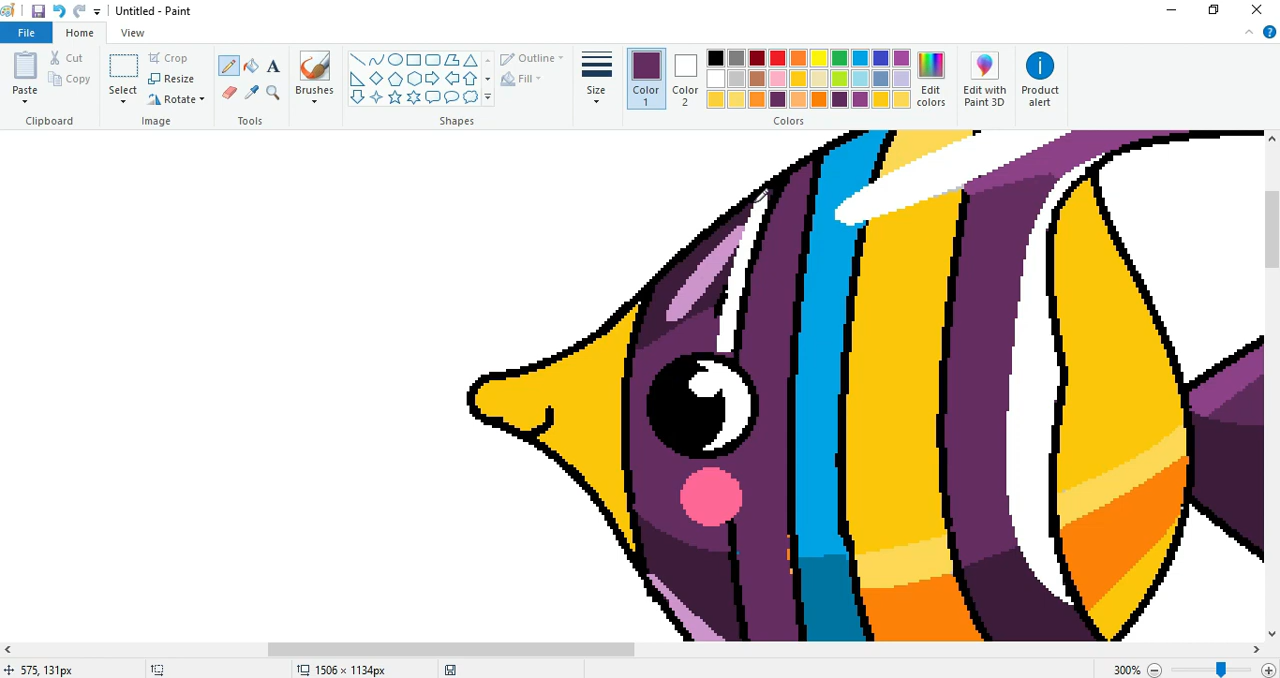 Untitled - Paint
File Home View
Paste
Cut
Copy
Clipboard
Select
Crop
Resize
Rotate
Image
Tools
Brushes
Shapes
Outline
Fill
Size
Color 1
Color 2
Edit colors
Colors
Edit with Paint 3D
Product alert
575, 131px
1506 × 1134px
300%